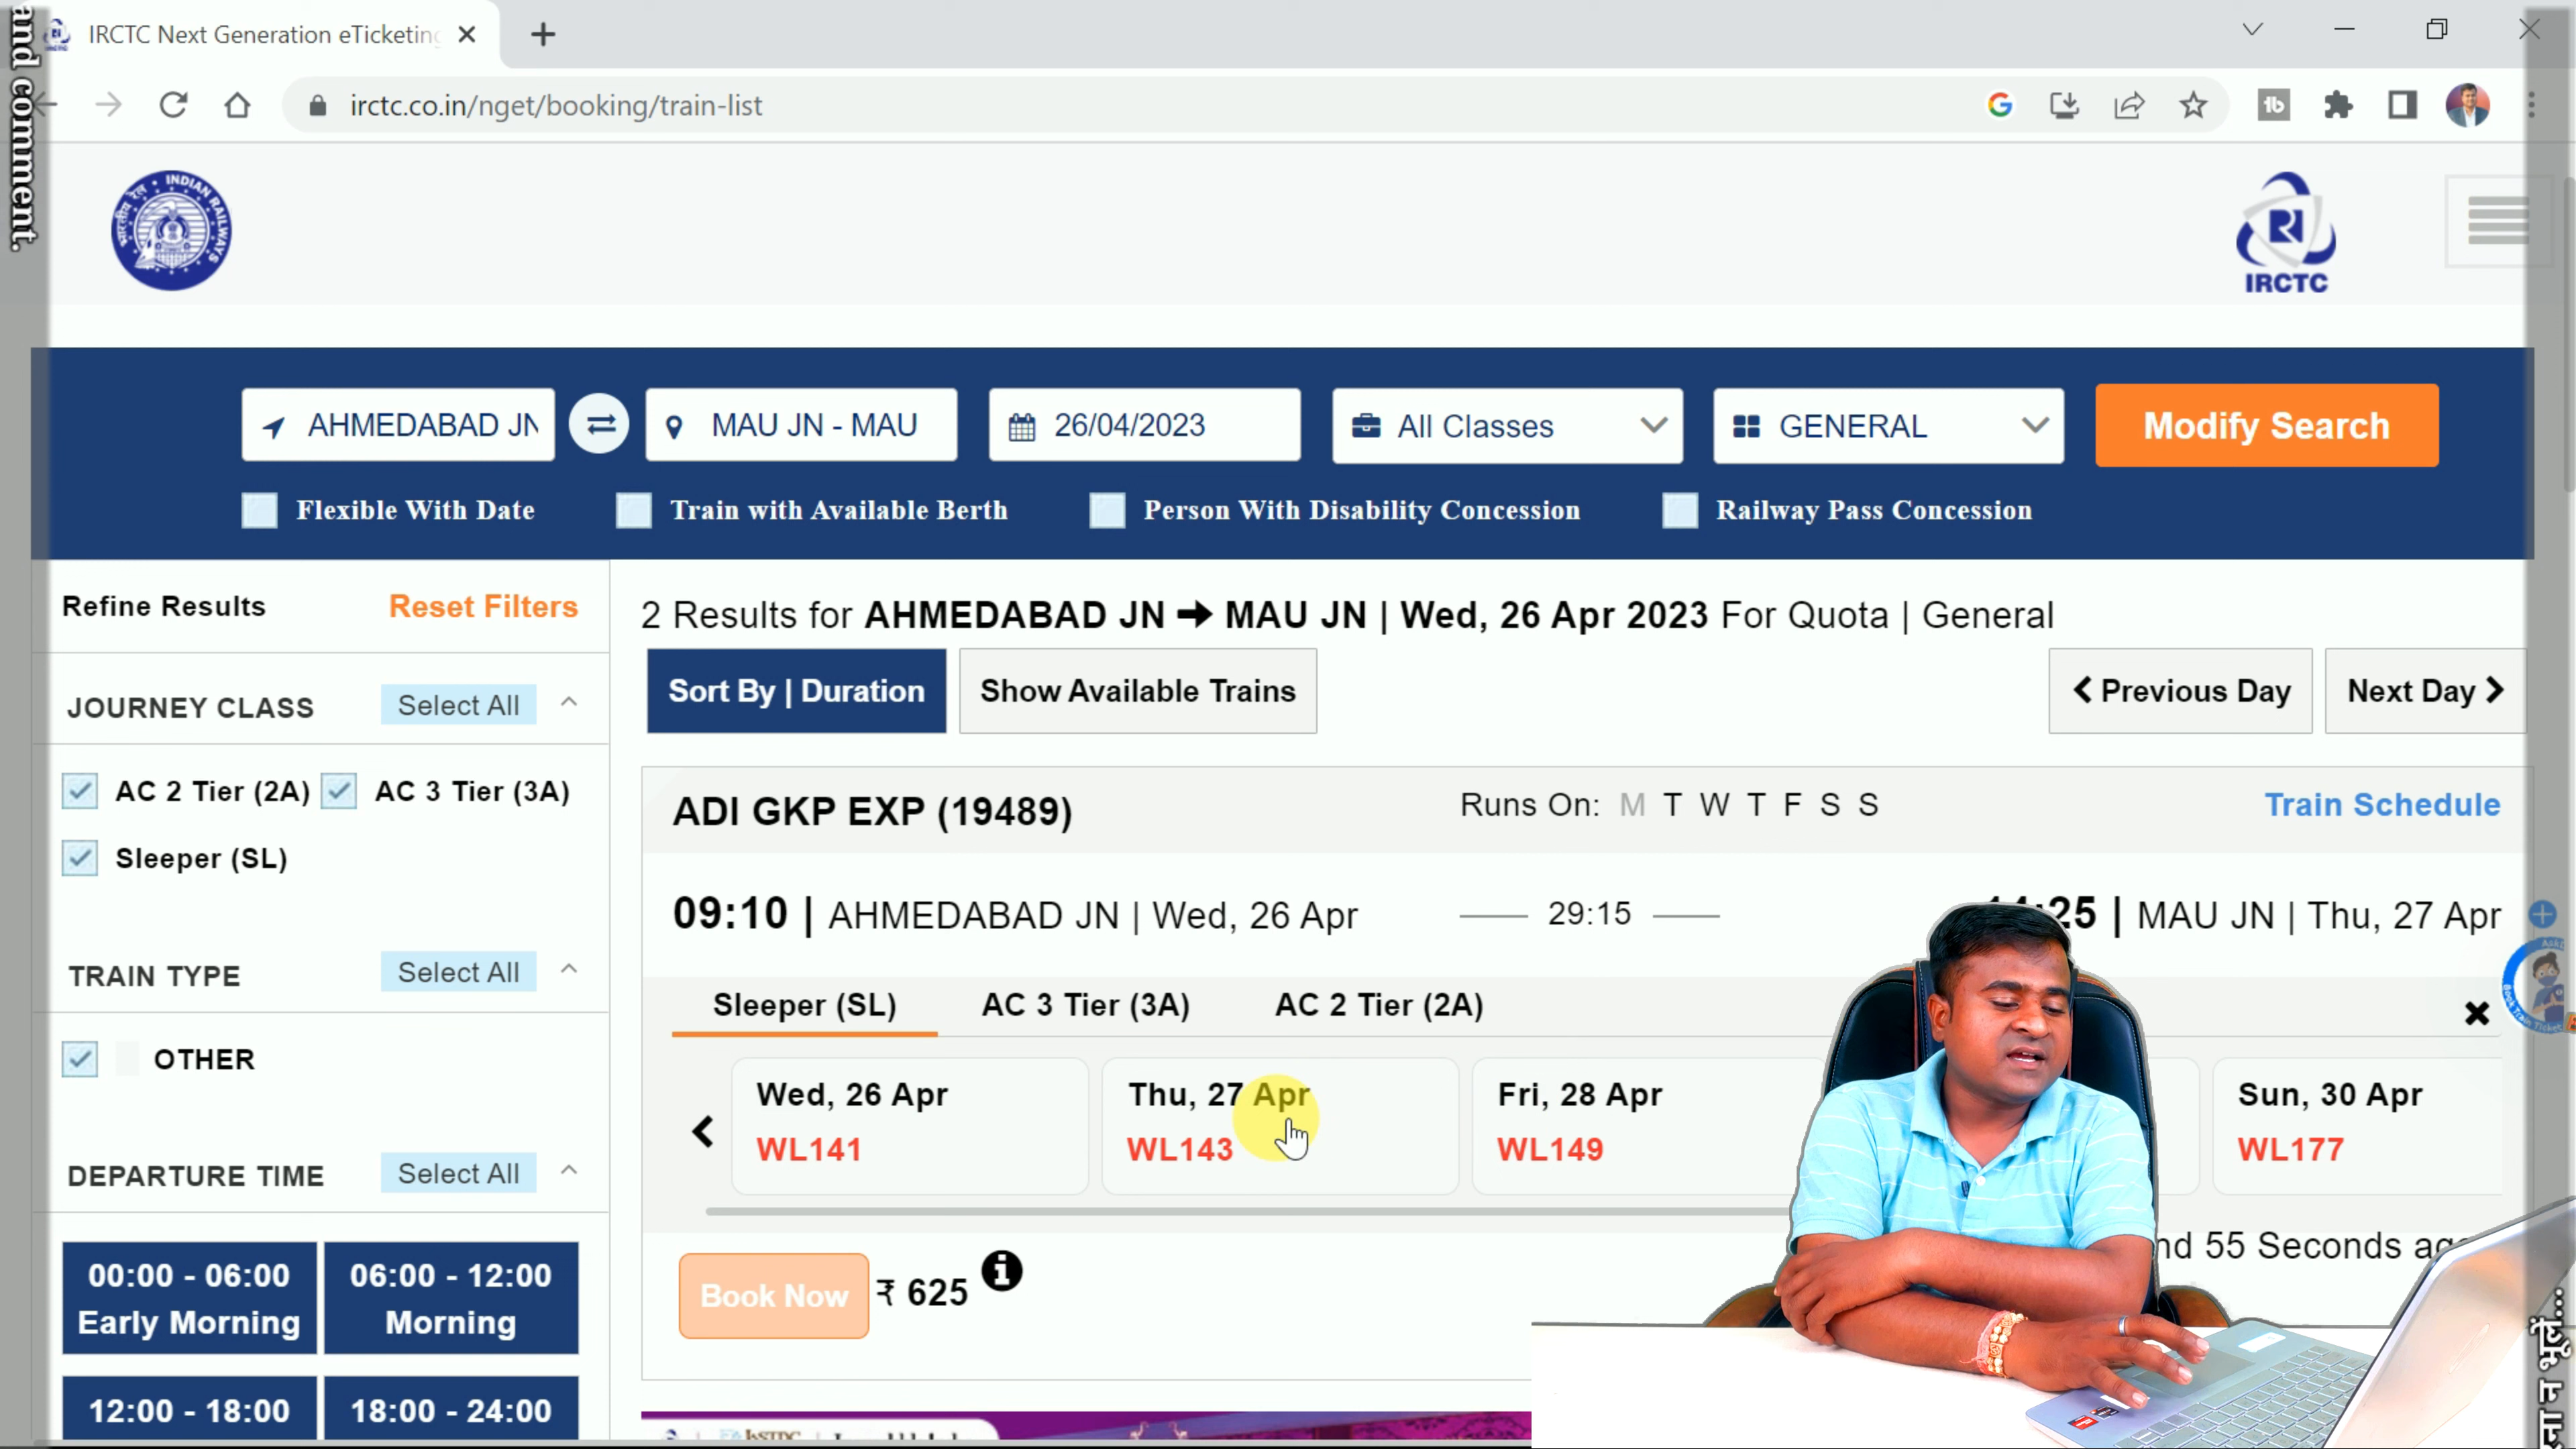 and comment.
IRCTC Next Generation eTicketing
irctc.co.in/nget/booking/train-list
INDIAN RAILWAYS
भारतीय रेल
IRCTC
AHMEDABAD JN
MAU JN - MAU
26/04/2023
All Classes
GENERAL
Modify Search
Flexible With Date
Train with Available Berth
Person With Disability Concession
Railway Pass Concession
Refine Results
Reset Filters
JOURNEY CLASS
Select All
AC 2 Tier (2A)
AC 3 Tier (3A)
Sleeper (SL)
TRAIN TYPE
Select All
OTHER
DEPARTURE TIME
Select All
00:00 - 06:00
Early Morning
06:00 - 12:00
Morning
12:00 - 18:00
18:00 - 24:00
2 Results for AHMEDABAD JN ➔ MAU JN | Wed, 26 Apr 2023 For Quota | General
Sort By | Duration
Show Available Trains
Previous Day
Next Day
ADI GKP EXP (19489)
Runs On: M T W T F S S
Train Schedule
09:10 | AHMEDABAD JN | Wed, 26 Apr
29:15
25 | MAU JN | Thu, 27 Apr
Sleeper (SL)
AC 3 Tier (3A)
AC 2 Tier (2A)
Wed, 26 Apr
WL141
Thu, 27 Apr
WL143
Fri, 28 Apr
WL149
Sun, 30 Apr
WL177
55 Seconds
Book Now
₹ 625
Book Train Ticket